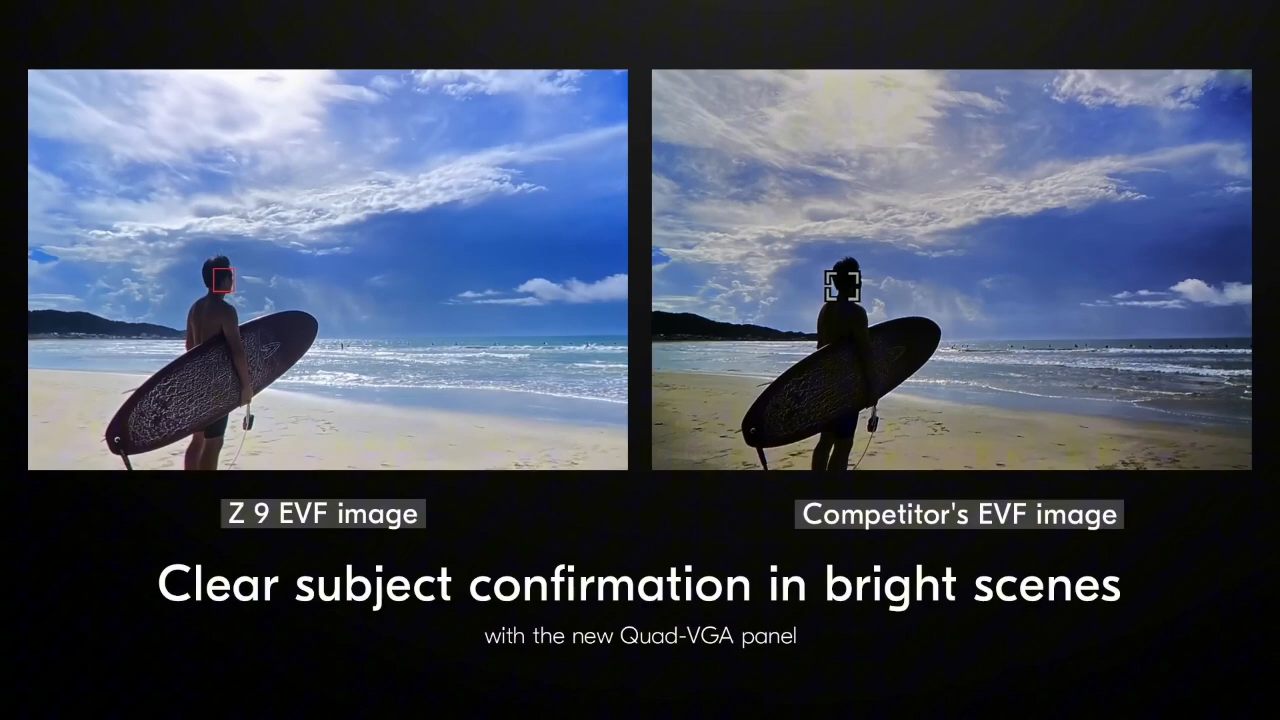 Z 9 EVF image
Competitor's EVF image
Clear subject confirmation in bright scenes
with the new Quad-VGA panel